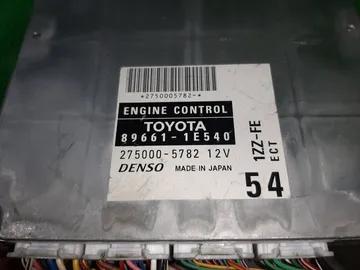 *2750005782-*
ENGINE CONTROL
TOYOTA
89661-1E540
275000-5782 12V
DENSO MADE IN JAPAN
1ZZ-FE
ECT
54